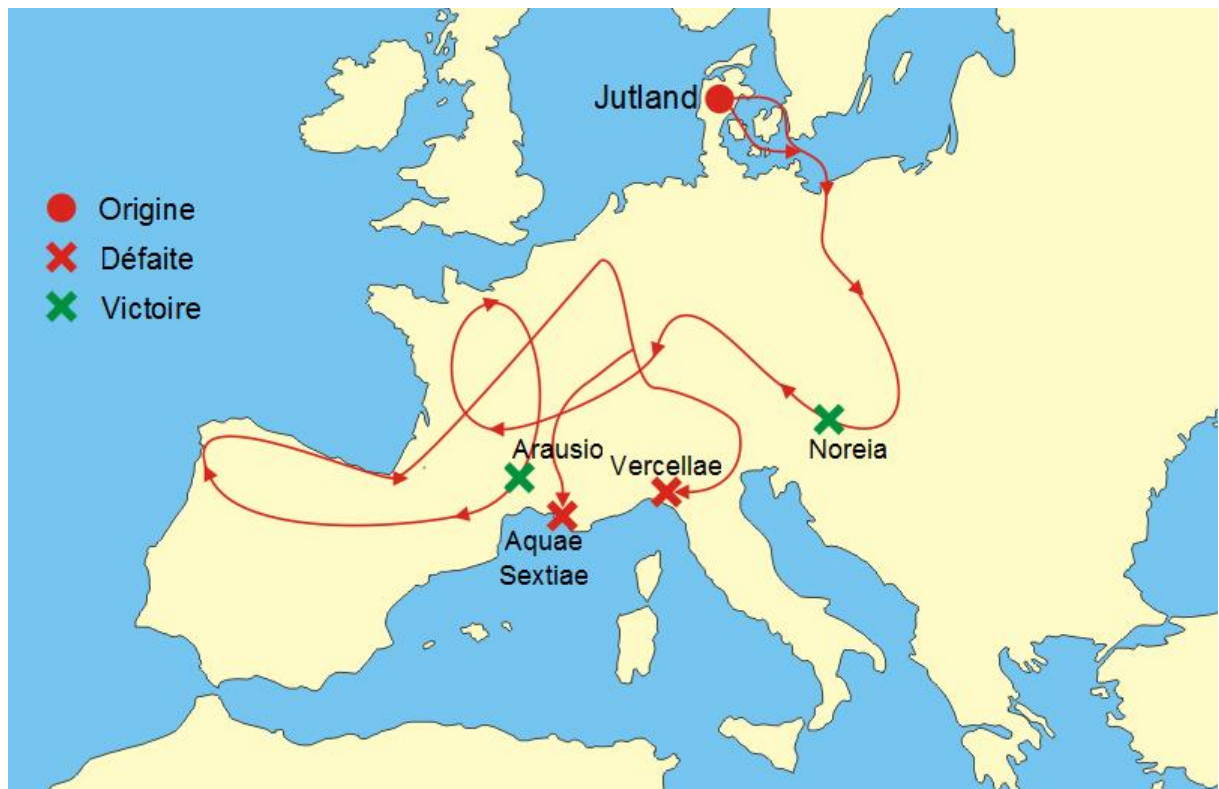 Jutland
Origine
Défaite
Victoire
Arausio
Vercellae
Noreia
Aquae
Sextiae